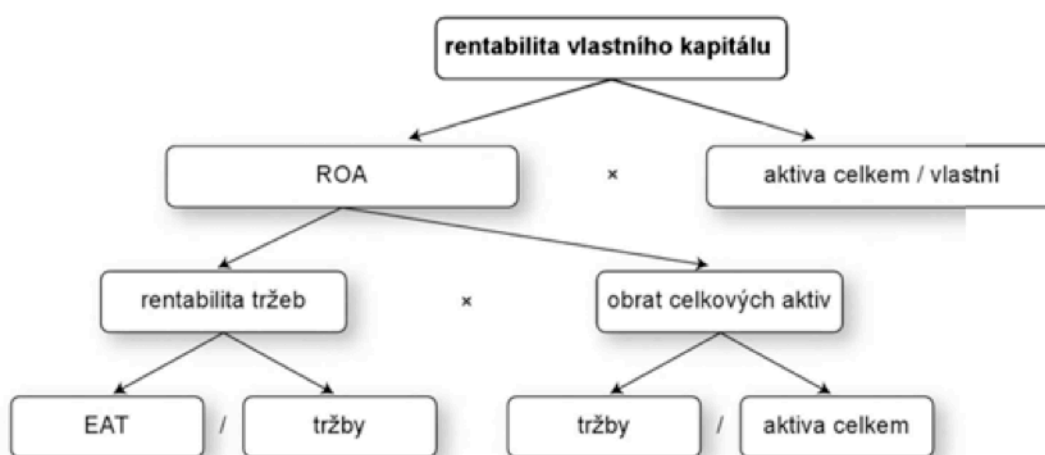 rentabilita vlastního kapitálu
ROA × aktiva celkem / vlastní
rentabilita tržeb × obrat celkových aktiv
EAT / tržby tržby / aktiva celkem